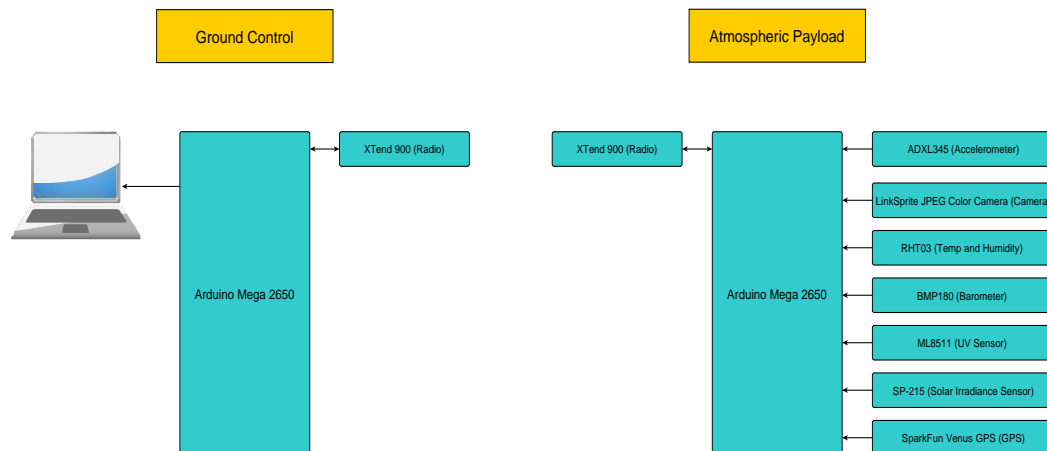 Ground Control
Atmospheric Payload
XTend 900 (Radio)
XTend 900 (Radio)
ADXL345 (Accelerometer)
LinkSprite JPEG Color Camera (Camera
RHT03 (Temp and Humidity)
Arduino Mega 2650
Arduino Mega 2650
BMP180 (Barometer)
ML8511 (UV Sensor)
SP-215 (Solar Irradiance Sensor)
SparkFun Venus GPS (GPS)